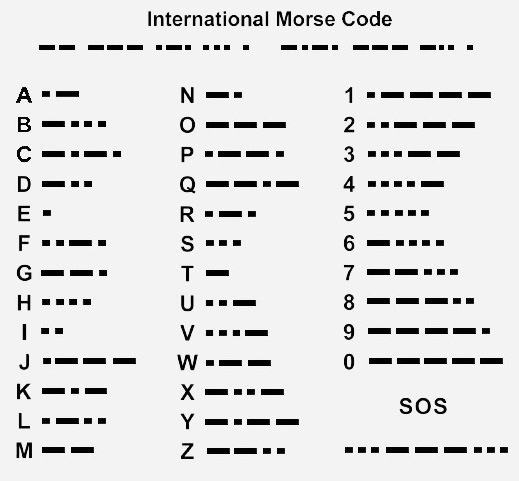 International Morse Code
-- --- .-. ... . -.-. --- -.. .
A .-
B -...
C -.-.
D -..
E .
F ..-.
G --.
H ....
I ..
J .---
K -.-
L .-..
M --
N -.
O ---
P .--.
Q --.-
R .-.
S ...
T -
U ..-
V ...-
W .--
X -..-
Y -.--
Z --..
1 .----
2 ..---
3 ...--
4 ....-
5 .....
6 -....
7 --...
8 ---..
9 ----.
0 -----
SOS
...---...